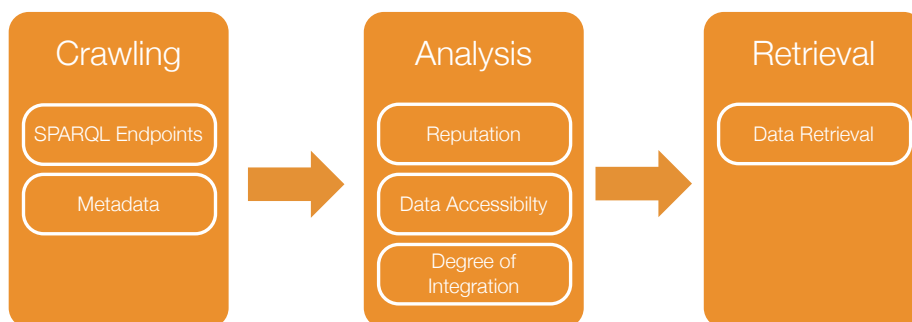 Crawling
SPARQL Endpoints
Metadata
Analysis
Reputation
Data Accessibilty
Degree of
Integration
Retrieval
Data Retrieval